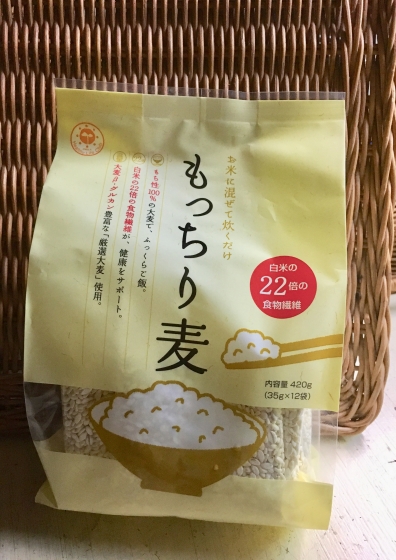 お米に混ぜて炊くだけ
もっちり麦
もち性100%の大麦で、ふっくらご飯。
白米の22倍の食物繊維が、健康をサポート。
大麦β-グルカン豊富な「厳選大麦」使用。
白米の
22倍の
食物繊維
内容量 420g
(35g×12袋)